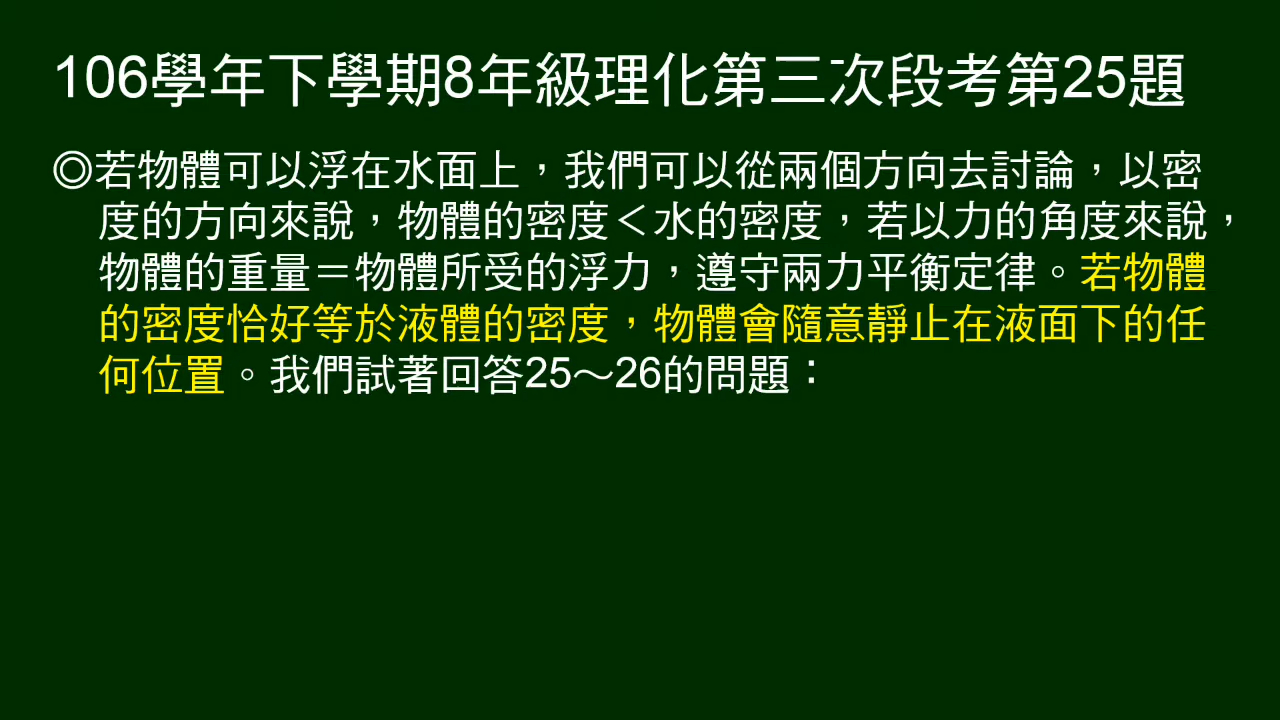 106學年下學期8年級理化第三次段考第25題
◎若物體可以浮在水面上，我們可以從兩個方向去討論，以密
度的方向來說，物體的密度＜水的密度，若以力的角度來說，
物體的重量＝物體所受的浮力，遵守兩力平衡定律。若物體
的密度恰好等於液體的密度，物體會隨意靜止在液面下的任
何位置。我們試著回答25～26的問題：